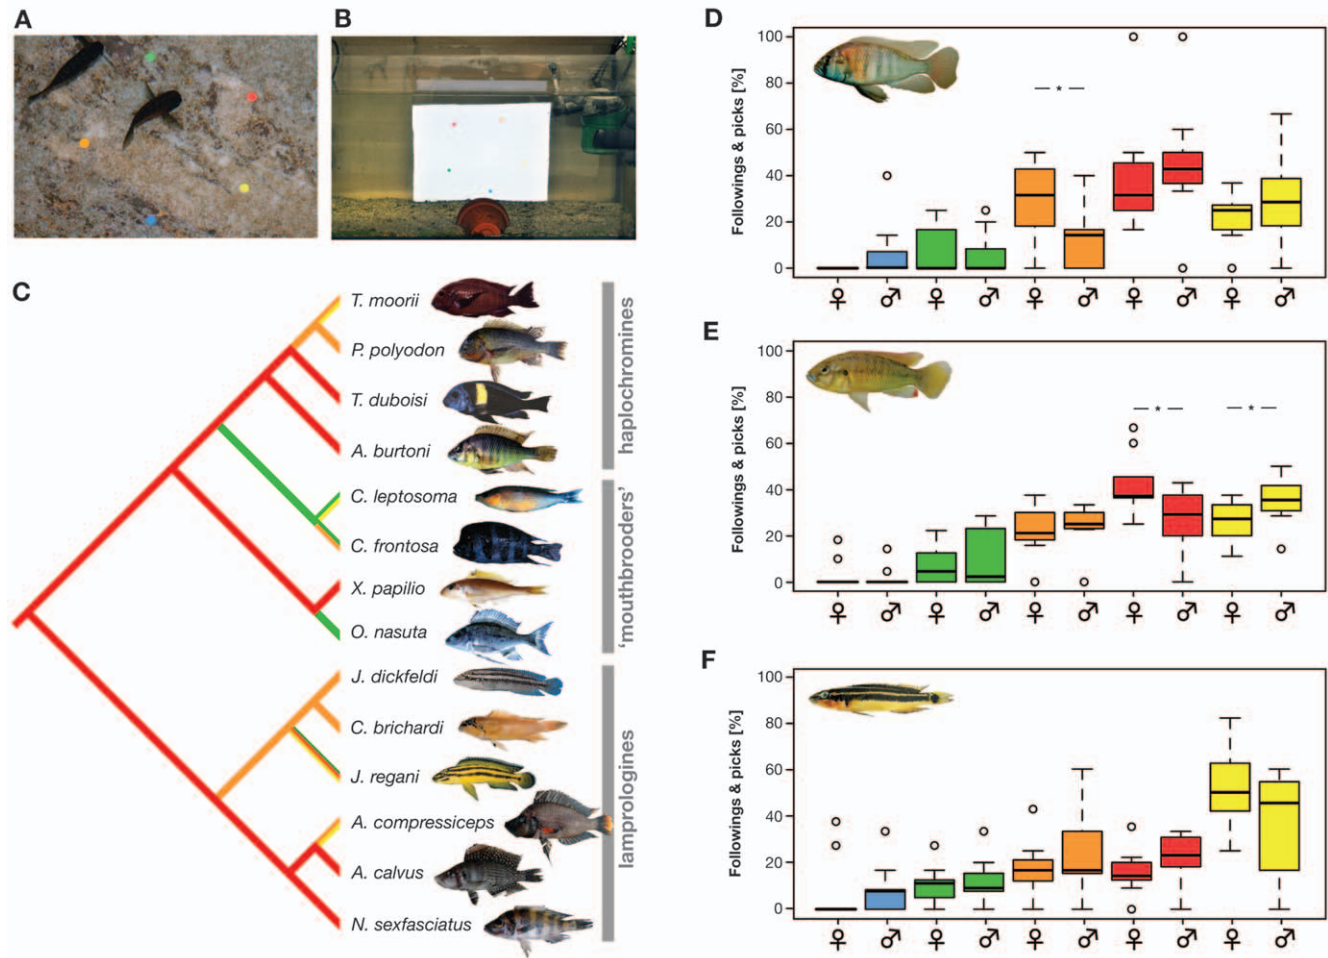 A
B
C
T. moorii
P. polyodon
T. duboisi
A. burtoni
haplochromines
C. leptosoma
C. frontosa
X. papilio
O. nasuta
'mouthbrooders'
J. dickfeldi
C. brichardi
J. regani
A. compressiceps
A. calvus
N. sexfasciatus
lamprologines
D
Followings & picks [%]
100
80
60
40
20
0
*
♀ ♂ ♀ ♂ ♀ ♂ ♀ ♂ ♀ ♂
E
Followings & picks [%]
100
80
60
40
20
0
* *
♀ ♂ ♀ ♂ ♀ ♂ ♀ ♂ ♀ ♂
F
Followings & picks [%]
100
80
60
40
20
0
♀ ♂ ♀ ♂ ♀ ♂ ♀ ♂ ♀ ♂